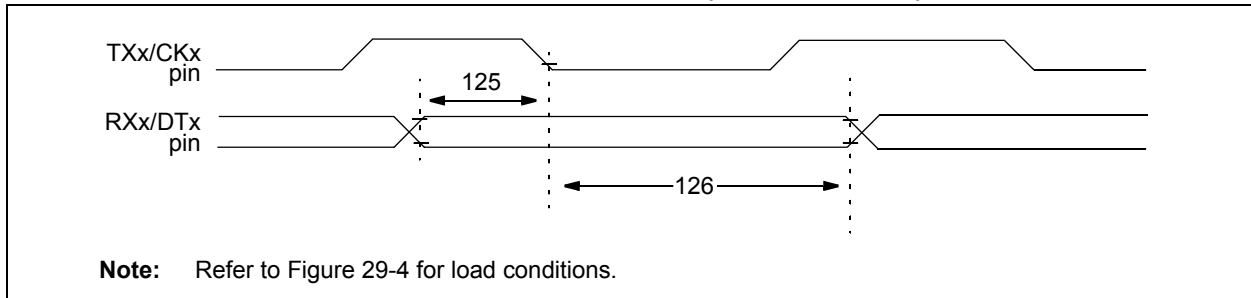 TXx/CKx
pin
125
RXx/DTx
pin
126
Note: Refer to Figure 29-4 for load conditions.